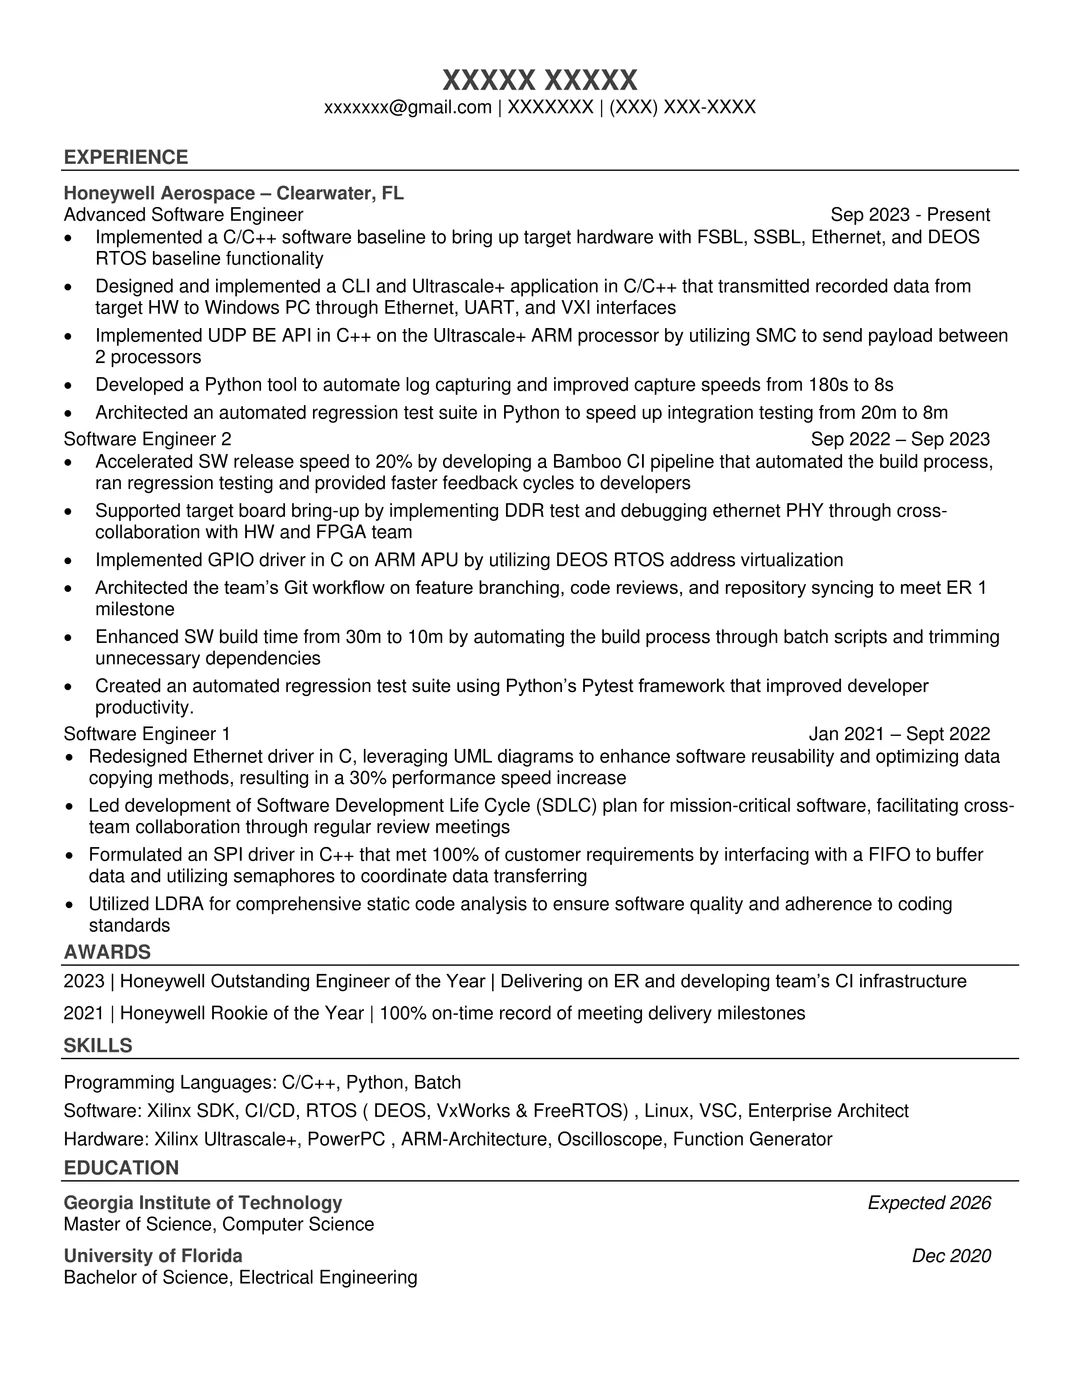 XXXXX XXXXX
xxxxxxx@gmail.com | XXXXXXX | (XXX) XXX-XXXX
EXPERIENCE
Honeywell Aerospace – Clearwater, FL
Advanced Software Engineer Sep 2023 - Present
• Implemented a C/C++ software baseline to bring up target hardware with FSBL, SSBL, Ethernet, and DEOS
RTOS baseline functionality
• Designed and implemented a CLI and Ultrascale+ application in C/C++ that transmitted recorded data from
target HW to Windows PC through Ethernet, UART, and VXI interfaces
• Implemented UDP BE API in C++ on the Ultrascale+ ARM processor by utilizing SMC to send payload between
2 processors
• Developed a Python tool to automate log capturing and improved capture speeds from 180s to 8s
• Architected an automated regression test suite in Python to speed up integration testing from 20m to 8m
Software Engineer 2 Sep 2022 – Sep 2023
• Accelerated SW release speed to 20% by developing a Bamboo CI pipeline that automated the build process,
ran regression testing and provided faster feedback cycles to developers
• Supported target board bring-up by implementing DDR test and debugging ethernet PHY through cross-
collaboration with HW and FPGA team
• Implemented GPIO driver in C on ARM APU by utilizing DEOS RTOS address virtualization
• Architected the team’s Git workflow on feature branching, code reviews, and repository syncing to meet ER 1
milestone
• Enhanced SW build time from 30m to 10m by automating the build process through batch scripts and trimming
unnecessary dependencies
• Created an automated regression test suite using Python’s Pytest framework that improved developer
productivity.
Software Engineer 1 Jan 2021 – Sept 2022
• Redesigned Ethernet driver in C, leveraging UML diagrams to enhance software reusability and optimizing data
copying methods, resulting in a 30% performance speed increase
• Led development of Software Development Life Cycle (SDLC) plan for mission-critical software, facilitating cross-
team collaboration through regular review meetings
• Formulated an SPI driver in C++ that met 100% of customer requirements by interfacing with a FIFO to buffer
data and utilizing semaphores to coordinate data transferring
• Utilized LDRA for comprehensive static code analysis to ensure software quality and adherence to coding
standards
AWARDS
2023 | Honeywell Outstanding Engineer of the Year | Delivering on ER and developing team’s CI infrastructure
2021 | Honeywell Rookie of the Year | 100% on-time record of meeting delivery milestones
SKILLS
Programming Languages: C/C++, Python, Batch
Software: Xilinx SDK, CI/CD, RTOS ( DEOS, VxWorks & FreeRTOS) , Linux, VSC, Enterprise Architect
Hardware: Xilinx Ultrascale+, PowerPC , ARM-Architecture, Oscilloscope, Function Generator
EDUCATION
Georgia Institute of Technology Expected 2026
Master of Science, Computer Science
University of Florida Dec 2020
Bachelor of Science, Electrical Engineering